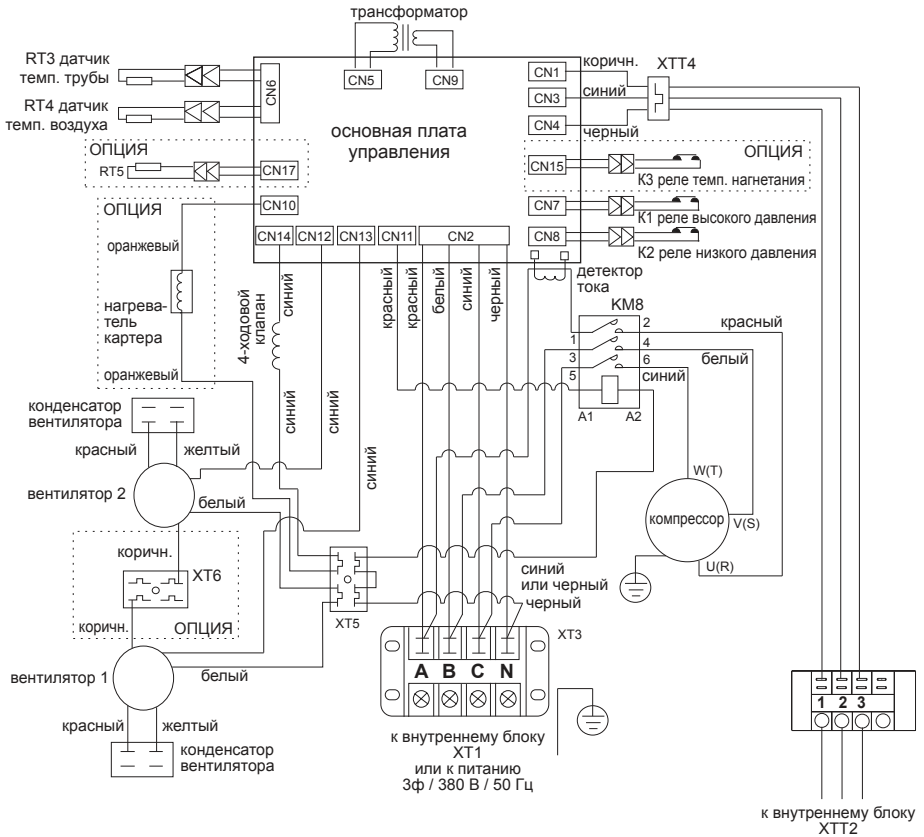 трансформатор
RT3 датчик
темп. трубы
RT4 датчик
темп. воздуха
CN6
CN5
CN9
CN1
CN3
CN4
коричн.
синий
черный
XTT4
основная плата
управления
ОПЦИЯ
RT5
CN17
ОПЦИЯ
CN15
K3 реле темп. нагнетания
CN10
CN7
K1 реле высокого давления
CN8
K2 реле низкого давления
CN14
CN12
CN13
CN11
CN2
ОПЦИЯ
оранжевый
нагрева-
тель
картера
оранжевый
4-ходовой
клапан
синий
красный
красный
белый
синий
черный
детектор
тока
KM8
1
2
3
4
5
6
A1
A2
красный
белый
синий
синий
синий
синий
конденсатор
вентилятора
красный
желтый
вентилятор 2
белый
коричн.
XT6
коричн.
ОПЦИЯ
XT5
W(T)
компрессор
V(S)
U(R)
синий
или черный
черный
XT3
A
B
C
N
вентилятор 1
белый
красный
желтый
конденсатор
вентилятора
к внутреннему блоку
XT1
или к питанию
3ф / 380 В / 50 Гц
1
2
3
к внутреннему блоку
XTT2